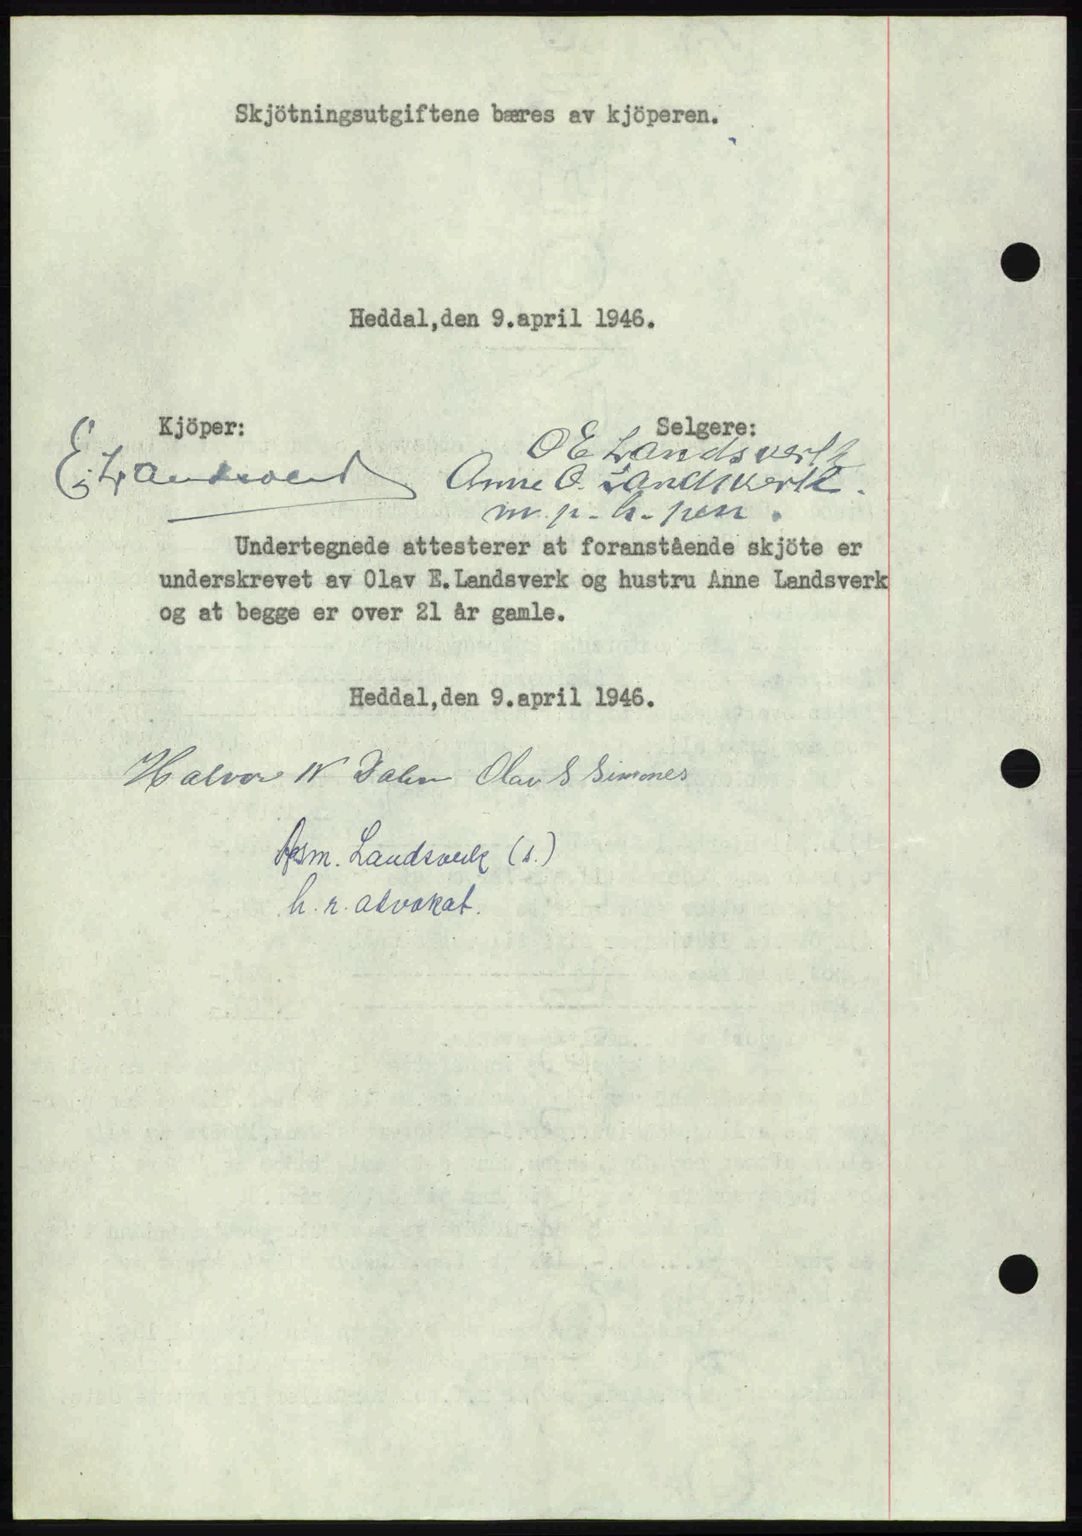 Skjötningsutgiftene bæres av kjöperen.
Heddal,den 9.april 1946.
Kjöper:
E. Landsverk
Selgere:
O E Landsverk
Anne O. Landsverk.
m. p. h. pen.
Undertegnede attesterer at foranstående skjöte er
underskrevet av Olav E.Landsverk og hustru Anne Landsverk
og at begge er over 21 år gamle.
Heddal,den 9.april 1946.
Halvor N Dalen Olav S Simones
Asm. Landsverk (s.)
h. r. advokat.